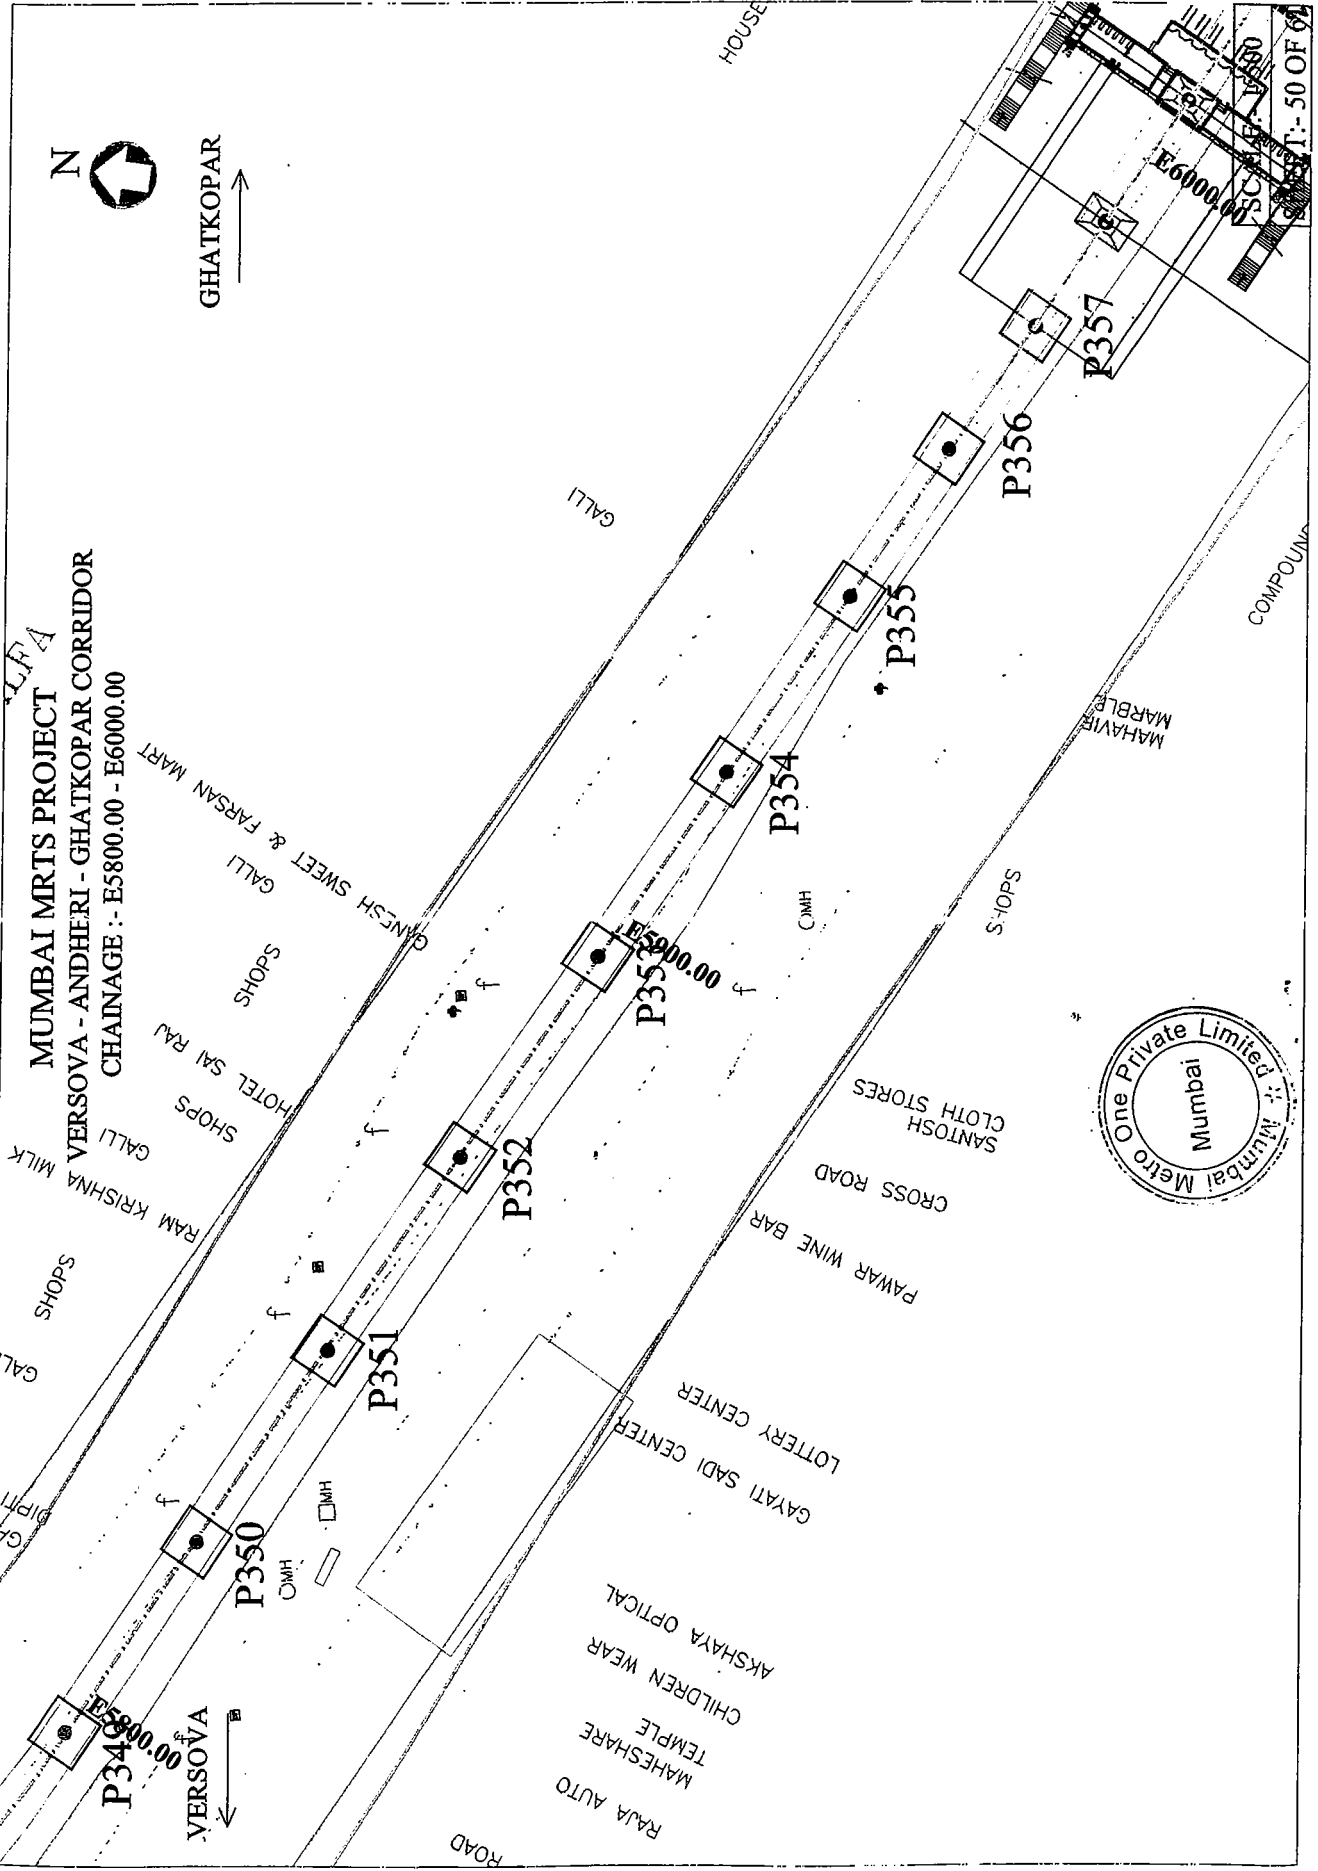 MUMBAI MRTS PROJECT
VERSOVA - ANDHERI - GHATKOPAR CORRIDOR
CHAINAGE :- E5800.00 - E6000.00
N
GHATKOPAR
VERSOVA
HOUSE
GALLI
GANESH SWEET & FARSAN MART
GALLI
SHOPS
HOTEL SAI RAJ
SHOPS
GALLI
RAM KRISHNA MILK
SHOPS
DIPTI
E5800.00
P350
P351
P352
E5900.00
P354
P355
P356
P357
E6000.00
MH
MH
MH
ROAD
RAJA AUTO
MAHESHARE
TEMPLE
CHILDREN WEAR
AKSHAYA OPTICAL
GAYATI SADI CENTER
LOTTERY CENTER
PAWAR WINE BAR
CROSS ROAD
SANTOSH
CLOTH STORES
SHOPS
MARBLE
COMPOUND
50 OF
Mumbai Metro One Private Limited
Mumbai